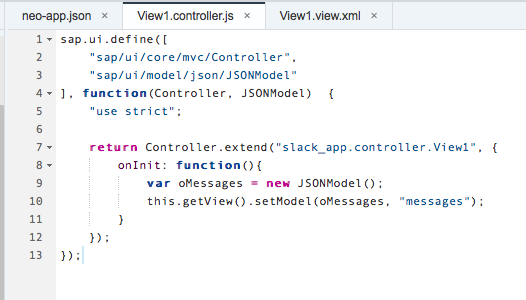 neo-app.json × View1.controller.js × View1.view.xml ×
1 sap.ui.define([
2 "sap/ui/core/mvc/Controller",
3 "sap/ui/model/json/JSONModel"
4 ], function(Controller, JSONModel)  {
5 "use strict";
6
7 return Controller.extend("slack_app.controller.View1", {
8 onInit: function(){
9 var oMessages = new JSONModel();
10 this.getView().setModel(oMessages, "messages");
11 }
12 });
13 });